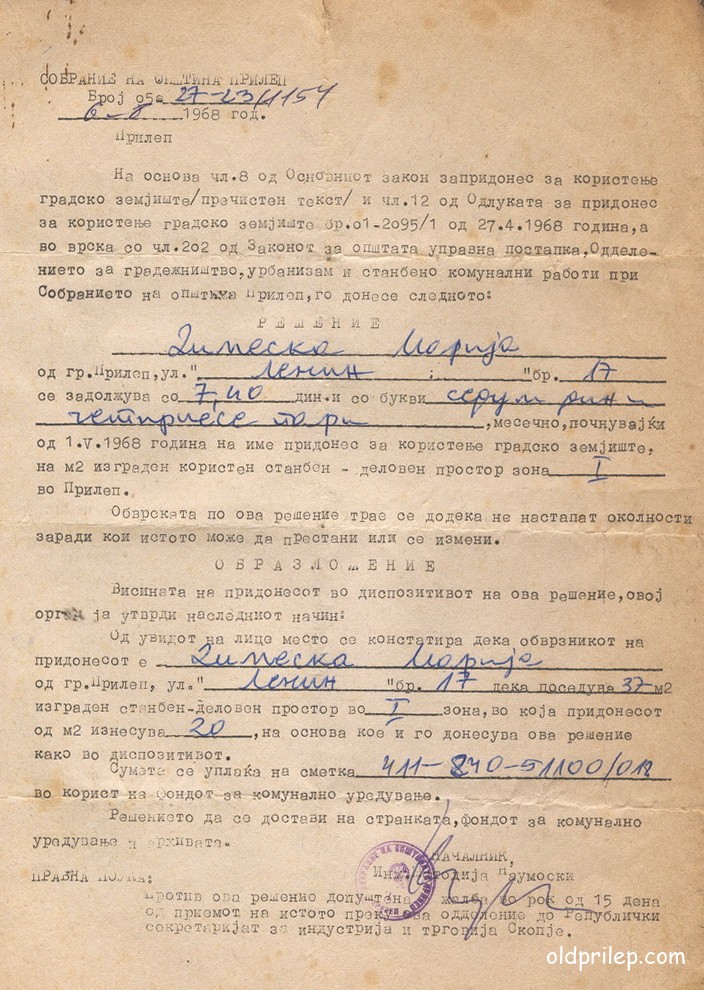 СОБРАНИЕ НА ОПШТИНА ПРИЛЕП
Број об 27-23/1154
6-8 1968 год.
Прилеп
На основа чл.8 од Основниот закон запридонес за користење
градско земјиште/пречистен текст/ и чл.12 од Одлуката за придонес
за користење градско земјиште бр.о1-2о95/1 од 27.4.1968 година,а
во врска со чл.2о2 од Законот за општата управна постапка,Одделе-
нието за градежништво,урбанизам и станбено комунални работи при
Собранието на општина Прилеп,го донесе следното:
Р Е Ш Е Н И Е
Зимеска Марија
од гр.Прилеп,ул." Ленин "бр. 17
се задолжува со 7,40 дин.и со букви седум дин и
четириесе пари ,месечно,почнувајќи
од 1.V.1968 година на име придонес за користење градско земјиште,
на м2 изграден користен станбен - деловен простор зона I
во Прилеп.
Обврската по ова решение трае се додека не настапат околности
заради кои истото може да престани или се измени.
О Б Р А З Л О Ж Е Н И Е
Висината на придонесот во диспозитивот на ова решение,овој
орган ја утврди наследниот начин:
Од увидот на лице место се констатира дека обврзникот на
придонесот е Зимеска Марија
од гр.Прилеп, ул." Ленин "бр. 17 дека поседува 37 м2
изграден станбен-деловен простор во I зона,во која придонесот
од м2 изнесува 20 ,на основа кое и го донесува ова решение
како во диспозитивот.
Сумата се уплаќа на сметка 411-840-51100/018
во корист на фондот за комунално уредување.
Решението да се достави на странката,фондот за комунално
уредување и архивата.
НАЧАЛНИК,
Инж. Методија Наумоски
ПРАВНА ПОУКА:
Против ова решение допуштена е жалба во рок од 15 дена
од приемот на истото преку ова одделение до Републички
секретаријат за индустрија и трговија Скопје.
oldprilep.com